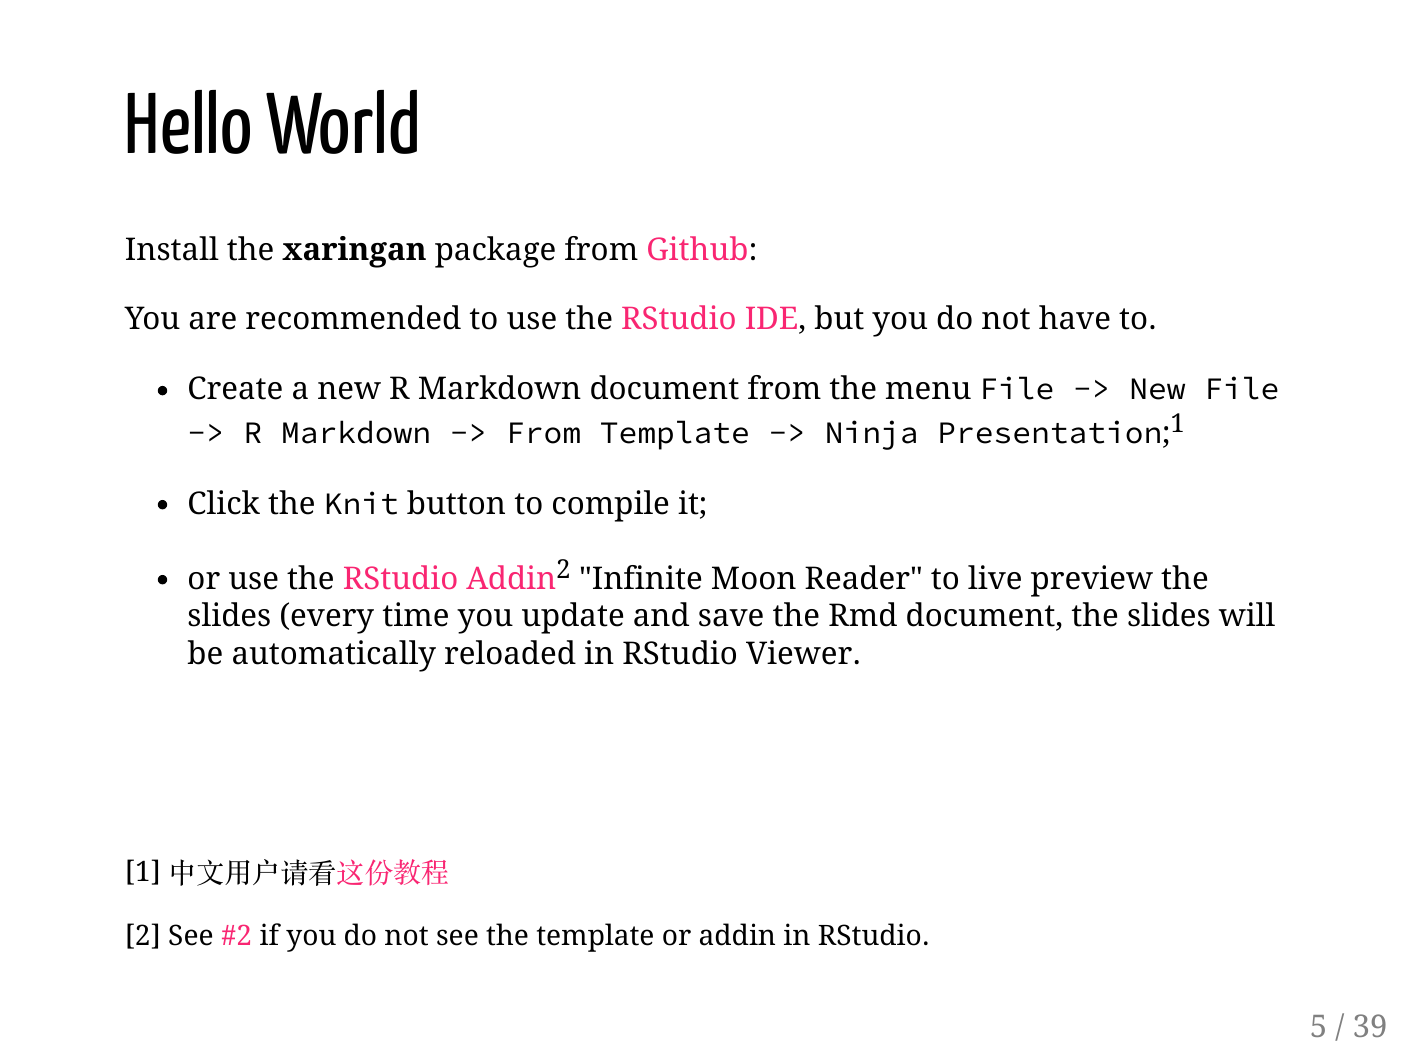 Hello World
Install the xaringan package from Github:
You are recommended to use the RStudio IDE, but you do not have to.
• Create a new R Markdown document from the menu File -> New File
-> R Markdown -> From Template -> Ninja Presentation;1
• Click the Knit button to compile it;
• or use the RStudio Addin2 "Infinite Moon Reader" to live preview the
slides (every time you update and save the Rmd document, the slides will
be automatically reloaded in RStudio Viewer.
[1] 中文用户请看这份教程
[2] See #2 if you do not see the template or addin in RStudio.
5 / 39